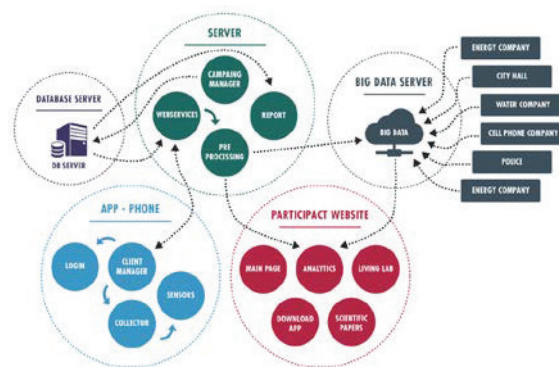 SERVER
CAMPAING
MANAGER
WEBSERVICES
REPORT
PRE
PROCESSING
DATABASE SERVER
DB SERVER
BIG DATA SERVER
BIG DATA
ENERGY COMPANY
CITY HALL
WATER COMPANY
CELL PHONE COMPANY
POLICE
ENERGY COMPANY
APP - PHONE
LOGIN
CLIENT
MANAGER
SENSORS
COLLECTOR
PARTICIPACT WEBSITE
MAIN PAGE
ANALYTICS
LIVING LAB
DOWNLOAD
APP
SCIENTIFIC
PAPERS